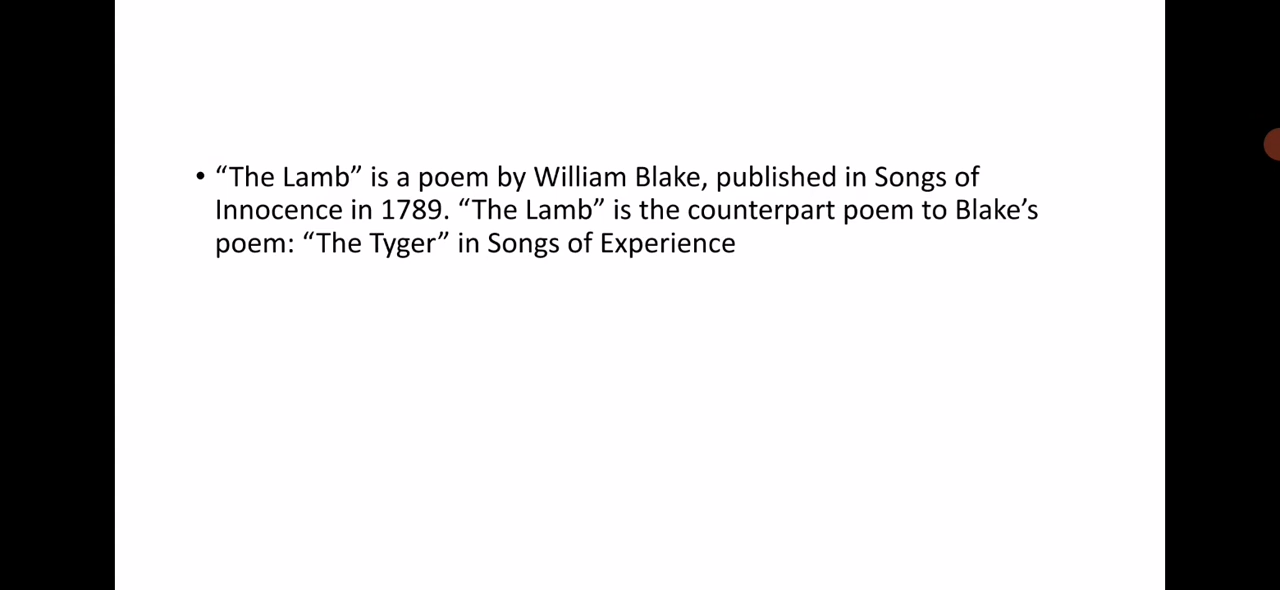 • “The Lamb” is a poem by William Blake, published in Songs of
Innocence in 1789. “The Lamb” is the counterpart poem to Blake’s
poem: “The Tyger” in Songs of Experience